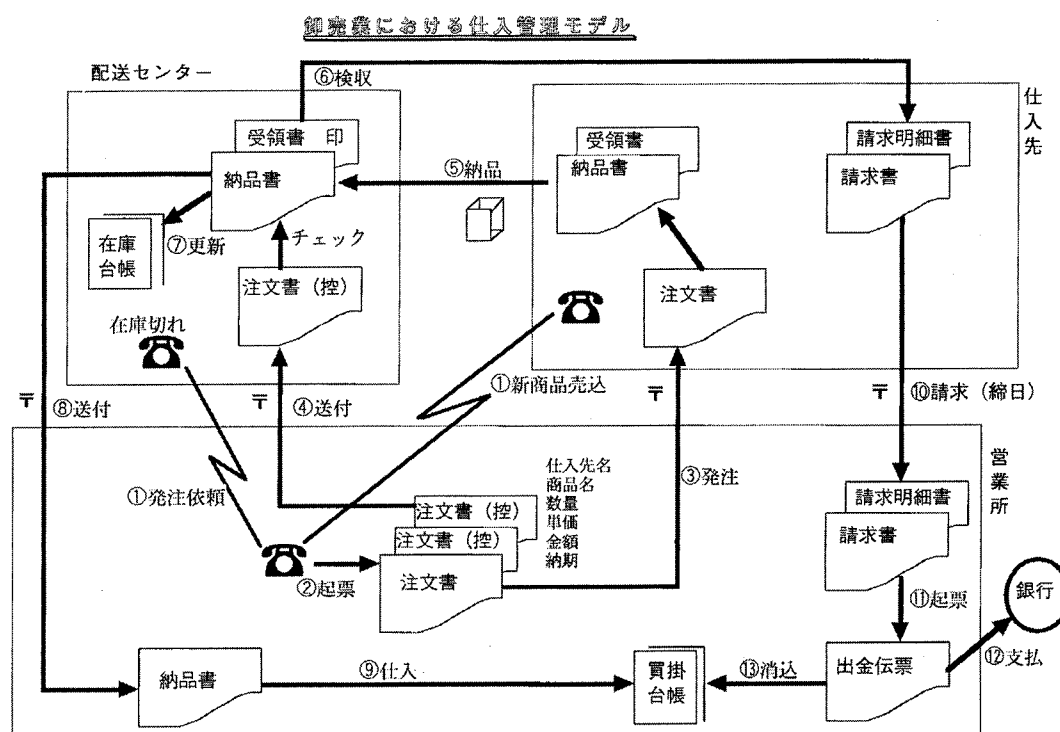 卸売業における仕入管理モデル
配送センター
⑥検収
仕入先
受領書 印
納品書
⑤納品
受領書
納品書
請求明細書
請求書
在庫
台帳
⑦更新
チェック
注文書（控）
注文書
在庫切れ
①新商品売込
〒
⑧送付
〒
④送付
〒
〒
⑩請求（締日）
営業所
①発注依頼
仕入先名
商品名
数量
単価
金額
納期
③発注
注文書（控）
注文書（控）
注文書
②起票
請求明細書
請求書
⑪起票
銀行
⑫支払
納品書
⑨仕入
買掛
台帳
⑬消込
出金伝票